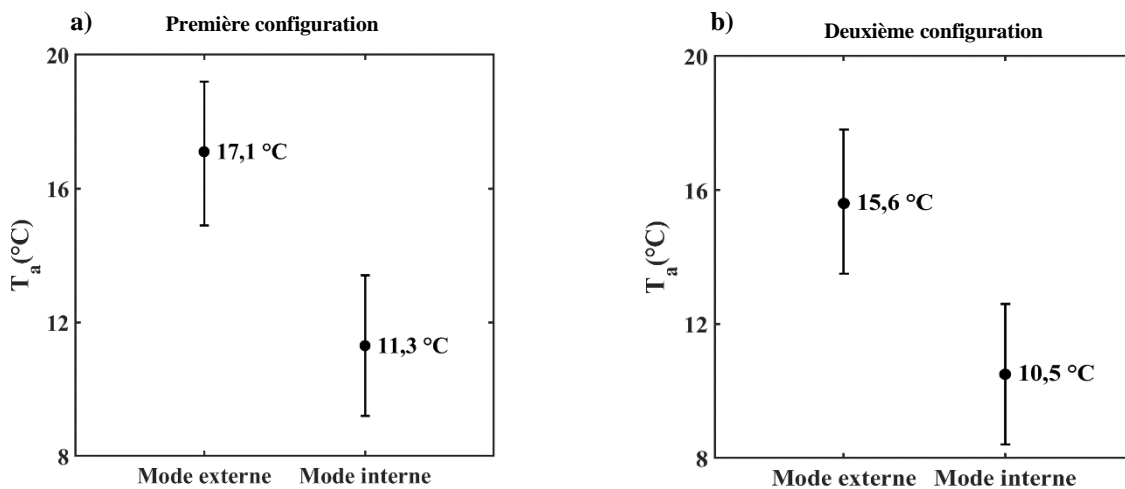 a)
Première configuration
20
16
12
8
T_a(°C)
17,1 °C
11,3 °C
Mode externe
Mode interne
b)
Deuxième configuration
20
16
12
8
T_a(°C)
15,6 °C
10,5 °C
Mode externe
Mode interne